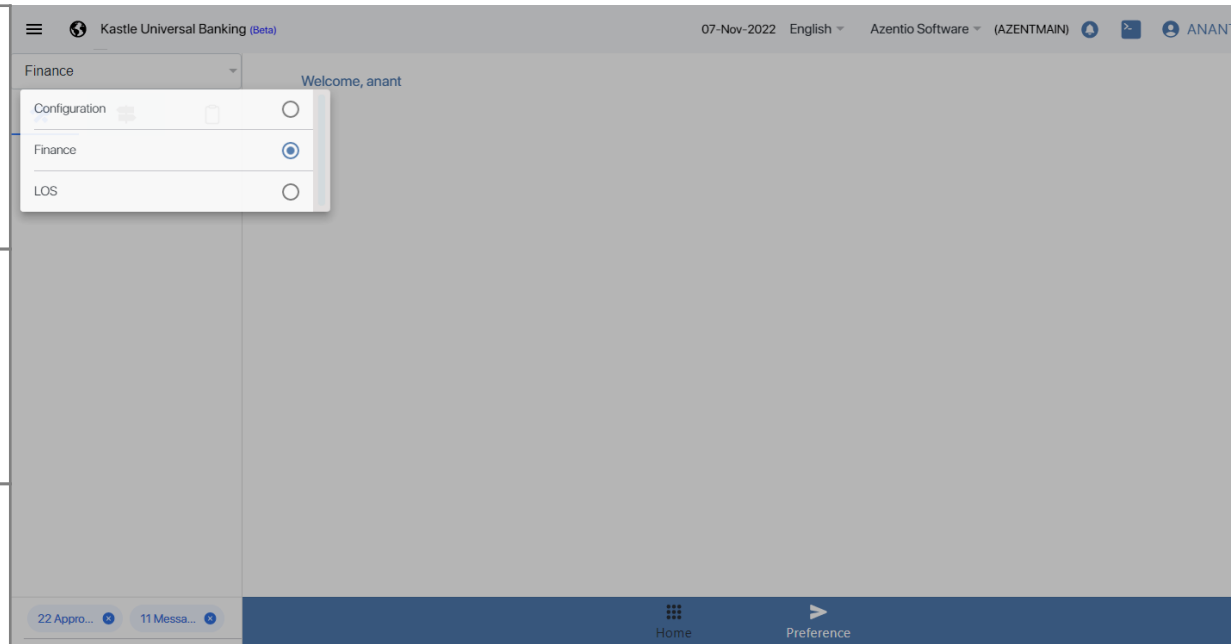 Kastle Universal Banking (Beta) 07-Nov-2022 English Azentio Software (AZENTMAIN) ANANT
Finance
Welcome, anant
Configuration
Finance
LOS
22 Appro... 11 Messa...
Home Preference